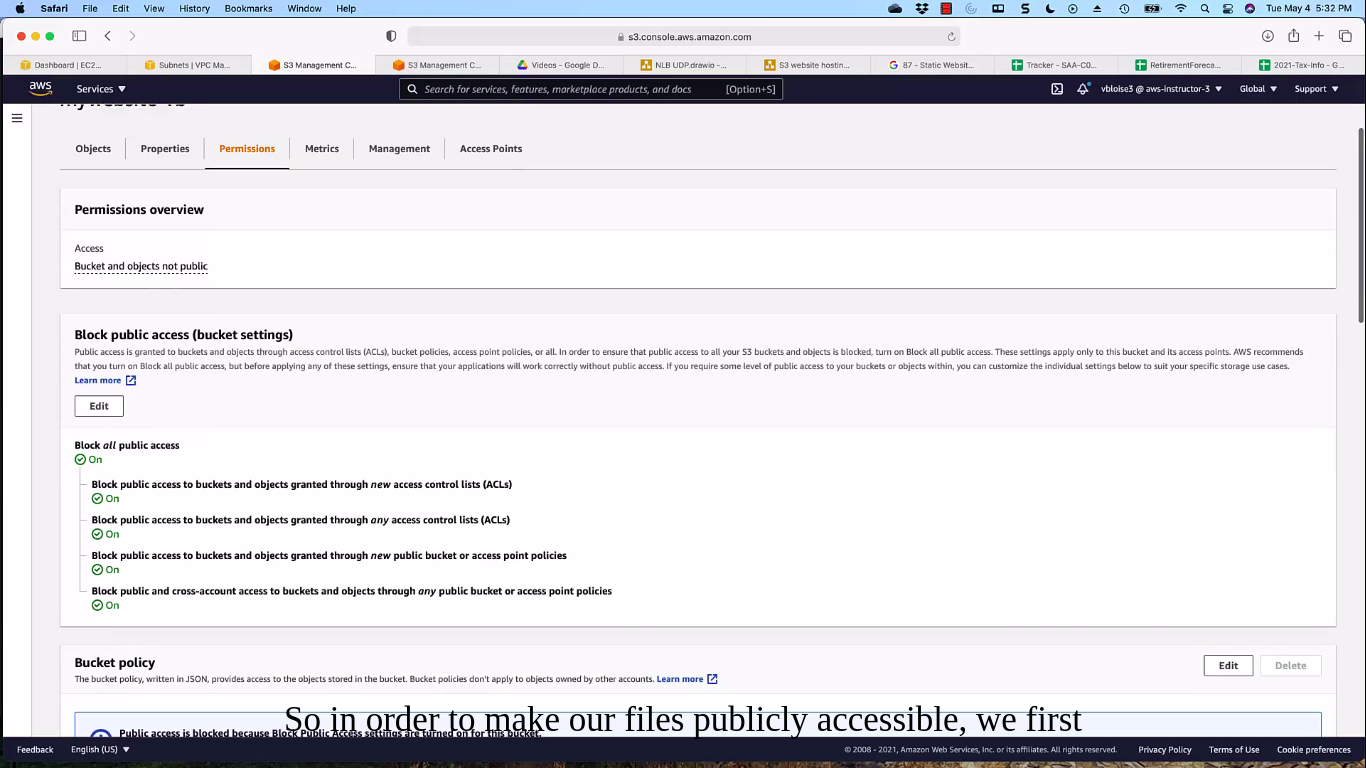 Safari File Edit View History Bookmarks Window Help Tue May 4 5:32 PM
s3.console.aws.amazon.com
Dashboard | EC2... Subnets | VPC Ma... S3 Management C... S3 Management C... Videos – Google D... NLB UDP.drawio -... S3 website hostin... 87 - Static Websit... Tracker - SAA-C0... RetirementForeca... 2021-Tax-Info - G...
aws Services Search for services, features, marketplace products, and docs [Option+S] vbloise3 @ aws-instructor-3 Global Support
Objects Properties Permissions Metrics Management Access Points
Permissions overview
Access
Bucket and objects not public
Block public access (bucket settings)
Public access is granted to buckets and objects through access control lists (ACLs), bucket policies, access point policies, or all. In order to ensure that public access to all your S3 buckets and objects is blocked, turn on Block all public access. These settings apply only to this bucket and its access points. AWS recommends
that you turn on Block all public access, but before applying any of these settings, ensure that your applications will work correctly without public access. If you require some level of public access to your buckets or objects within, you can customize the individual settings below to suit your specific storage use cases.
Learn more
Edit
Block all public access
On
Block public access to buckets and objects granted through new access control lists (ACLs)
On
Block public access to buckets and objects granted through any access control lists (ACLs)
On
Block public access to buckets and objects granted through new public bucket or access point policies
On
Block public and cross-account access to buckets and objects through any public bucket or access point policies
On
Bucket policy Edit Delete
The bucket policy, written in JSON, provides access to the objects stored in the bucket. Bucket policies don't apply to objects owned by other accounts. Learn more
So in order to make our files publicly accessible, we first
Public access is blocked because Block Public Access settings are turned on for this bucket.
Feedback English (US) © 2008 - 2021, Amazon Web Services, Inc. or its affiliates. All rights reserved. Privacy Policy Terms of Use Cookie preferences